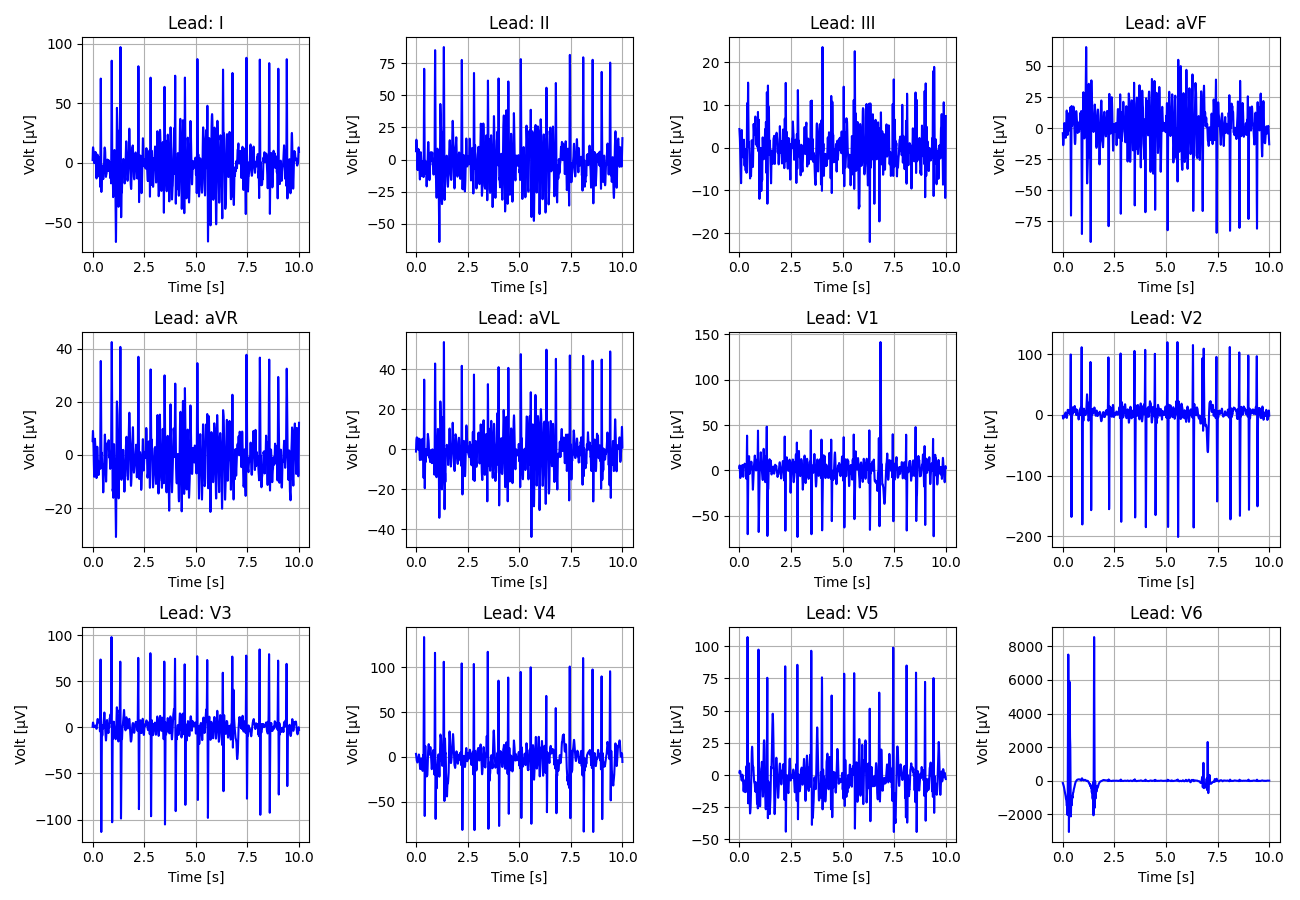 Lead: I
Volt [µV]
100
50
0
−50
0.0 2.5 5.0 7.5 10.0
Time [s]
Lead: II
Volt [µV]
75
50
25
0
−25
−50
0.0 2.5 5.0 7.5 10.0
Time [s]
Lead: III
Volt [µV]
20
10
0
−10
−20
0.0 2.5 5.0 7.5 10.0
Time [s]
Lead: aVF
Volt [µV]
50
25
0
−25
−50
−75
0.0 2.5 5.0 7.5 10.0
Time [s]
Lead: aVR
Volt [µV]
40
20
0
−20
0.0 2.5 5.0 7.5 10.0
Time [s]
Lead: aVL
Volt [µV]
40
20
0
−20
−40
0.0 2.5 5.0 7.5 10.0
Time [s]
Lead: V1
Volt [µV]
150
100
50
0
−50
0.0 2.5 5.0 7.5 10.0
Time [s]
Lead: V2
Volt [µV]
100
0
−100
−200
0.0 2.5 5.0 7.5 10.0
Time [s]
Lead: V3
Volt [µV]
100
50
0
−50
−100
0.0 2.5 5.0 7.5 10.0
Time [s]
Lead: V4
Volt [µV]
100
50
0
−50
0.0 2.5 5.0 7.5 10.0
Time [s]
Lead: V5
Volt [µV]
100
75
50
25
0
−25
−50
0.0 2.5 5.0 7.5 10.0
Time [s]
Lead: V6
Volt [µV]
8000
6000
4000
2000
0
−2000
0.0 2.5 5.0 7.5 10.0
Time [s]